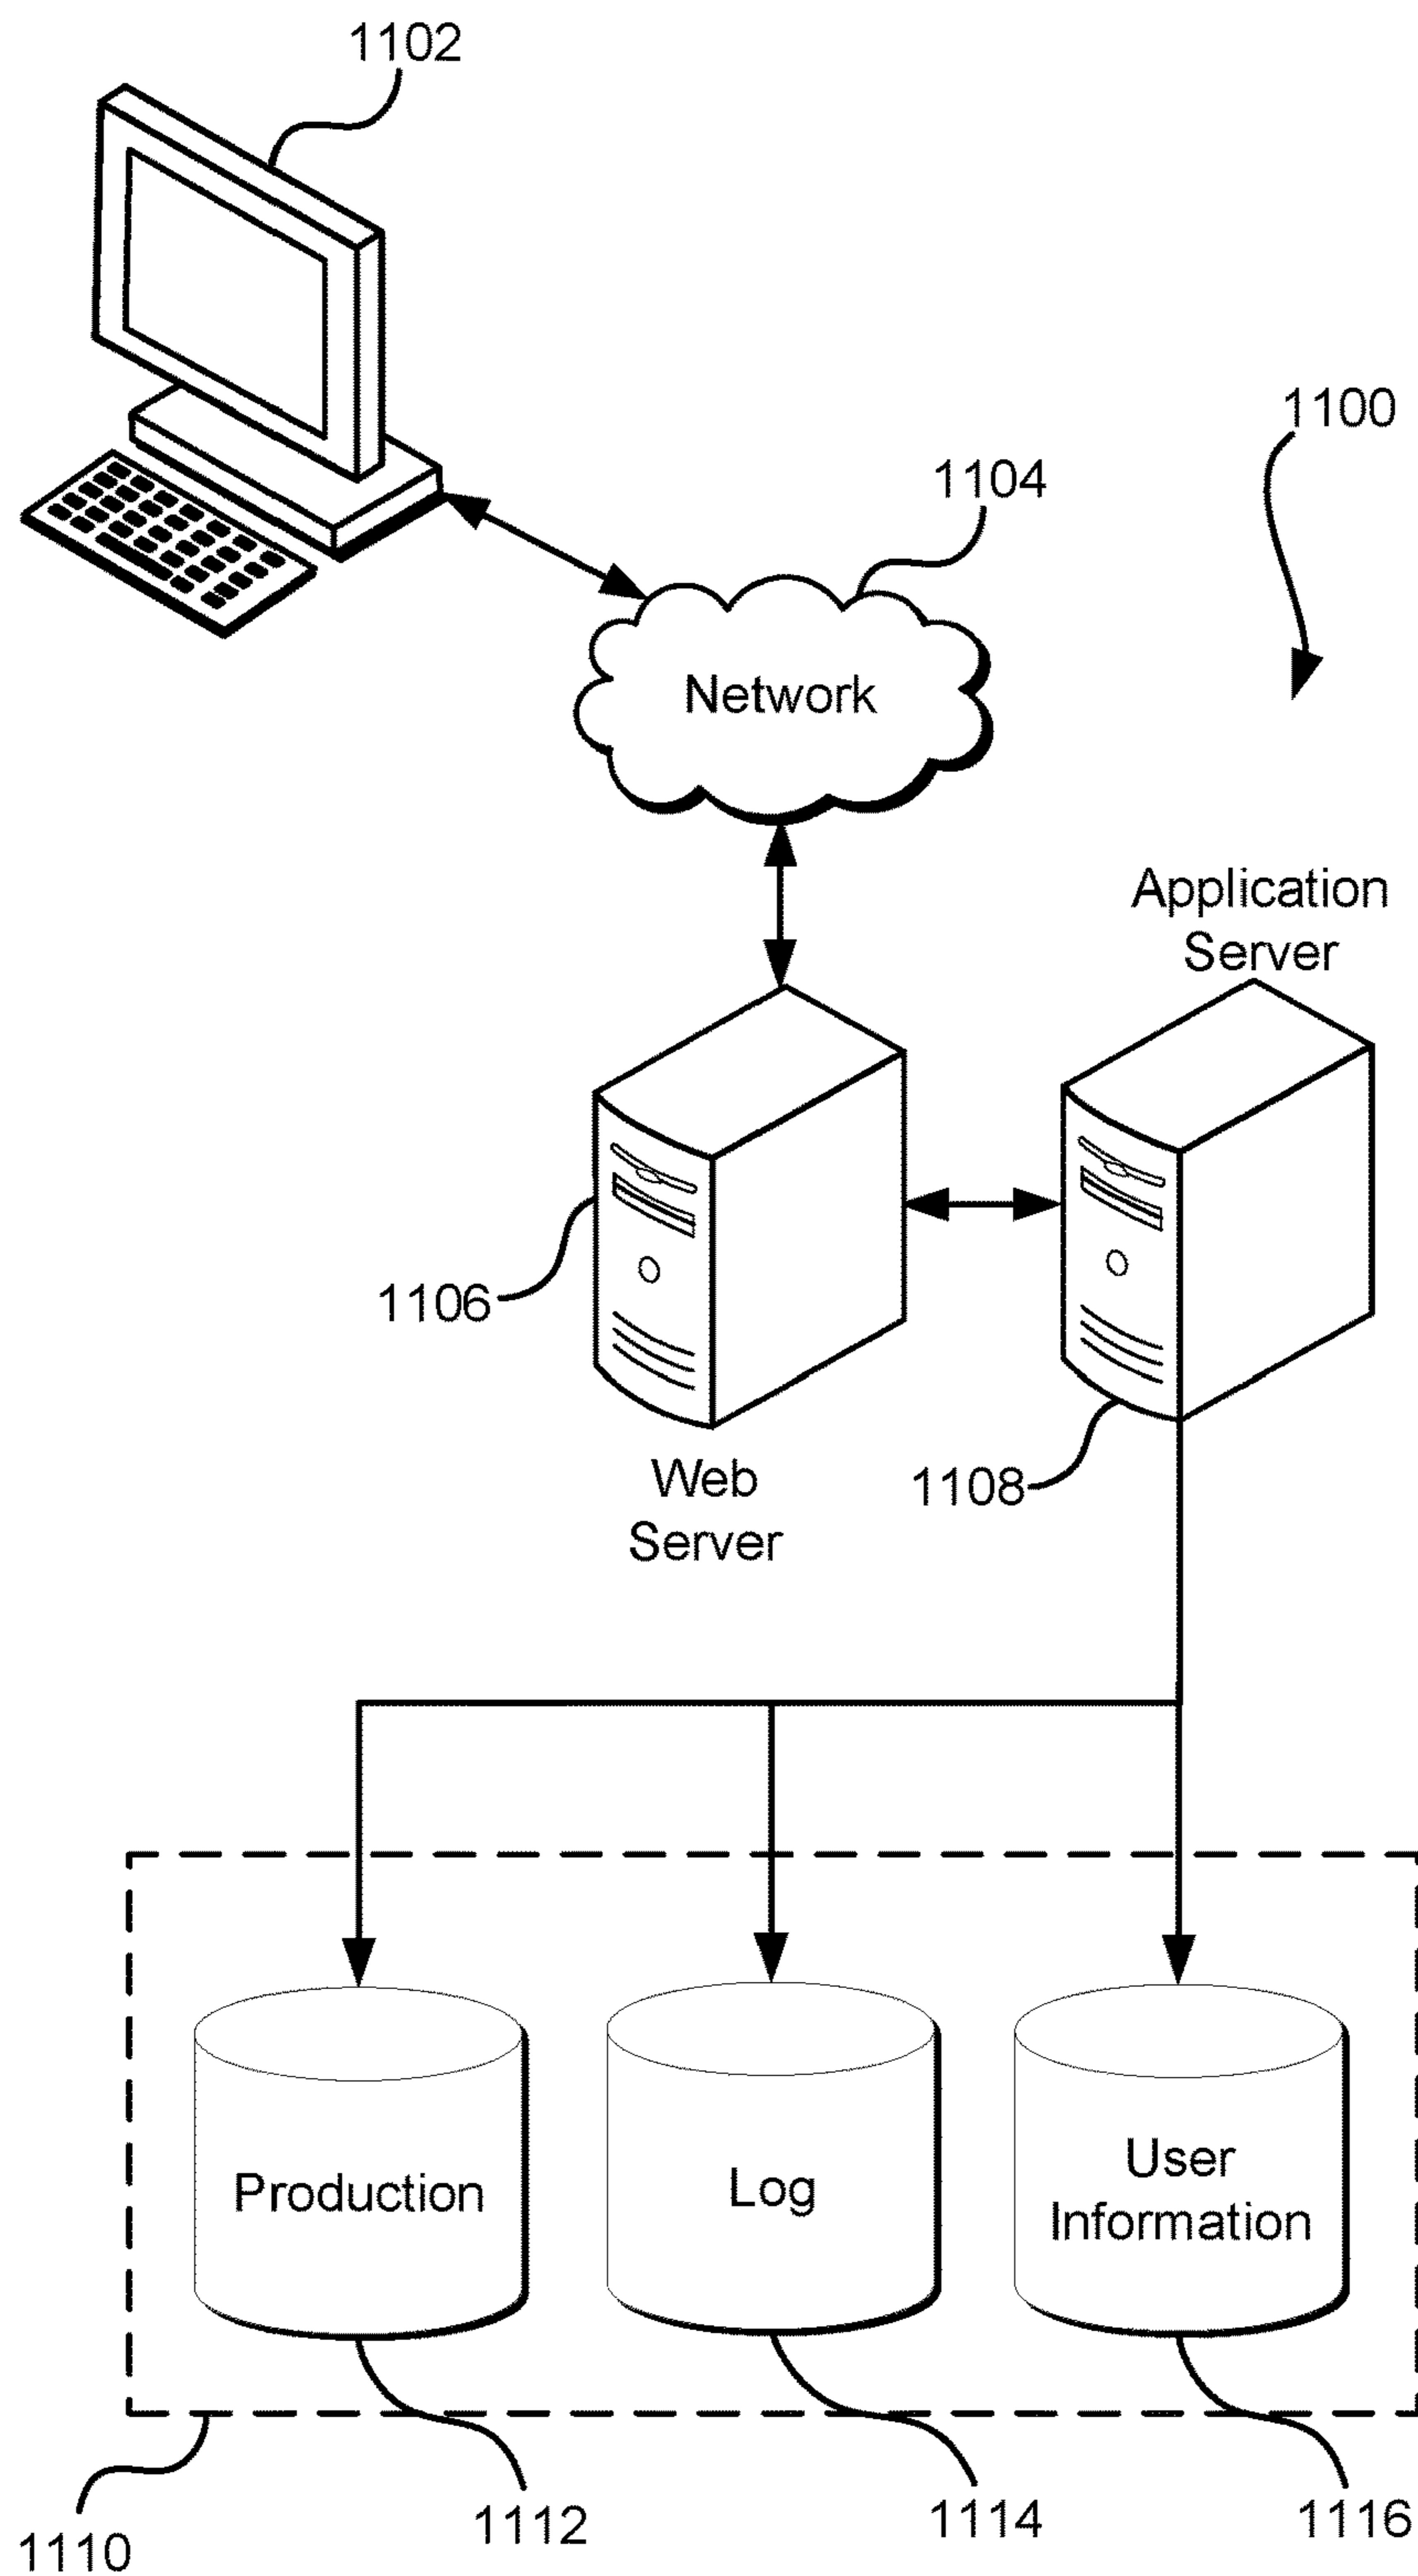 1102
1100
1104
Network
Application
Server
1106
Web
Server
1108
Production
Log
User
Information
1110
1112
1114
1116